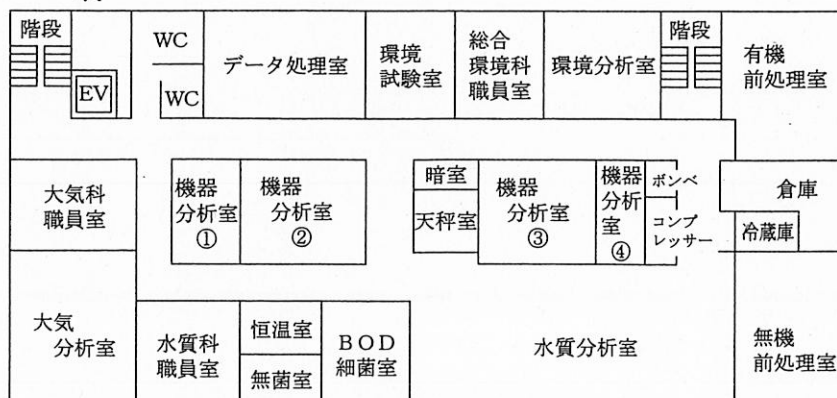 階段
EV
WC
WC
データ処理室
環境
試験室
総合
環境科
職員室
環境分析室
階段
有機
前処理室
大気科
職員室
機器
分析室
①
機器
分析室
②
暗室
天秤室
機器
分析室
③
機器
分析
室
④
ボンベ
コンプ
レッサー
倉庫
冷蔵庫
大気
分析室
水質科
職員室
恒温室
無菌室
BOD
細菌室
水質分析室
無機
前処理室